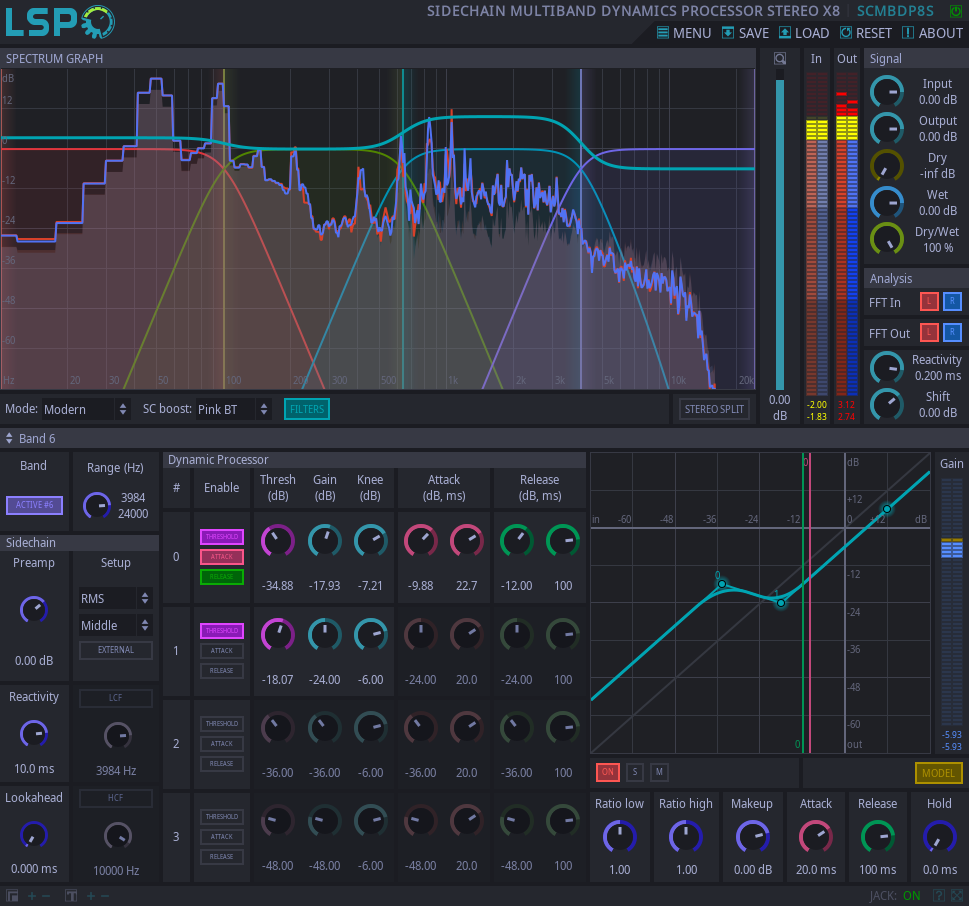 LSP
SIDECHAIN MULTIBAND DYNAMICS PROCESSOR STEREO X8 SCMBDP8S
MENU SAVE LOAD RESET ABOUT
SPECTRUM GRAPH
dB
12
0
-12
-24
-36
-48
-60
Hz 20 30 50 100 200 300 500 1k 2k 3k 5k 10k 20k
Mode: Modern SC boost: Pink BT FILTERS STEREO SPLIT
0.00
dB
In Out
-2.00 3.12
-1.83 2.74
Signal
Input
0.00 dB
Output
0.00 dB
Dry
-inf dB
Wet
0.00 dB
Dry/Wet
100 %
Analysis
FFT In L R
FFT Out L R
Reactivity
0.200 ms
Shift
0.00 dB
Band 6
Band
ACTIVE #6
Range (Hz)
3984
24000
Sidechain
Preamp
0.00 dB
Setup
RMS
Middle
EXTERNAL
Reactivity
10.0 ms
LCF
3984 Hz
Lookahead
0.000 ms
HCF
10000 Hz
Dynamic Processor
# Enable Thresh (dB) Gain (dB) Knee (dB) Attack (dB, ms) Release (dB, ms)
THRESHOLD
ATTACK
RELEASE
0 -34.88 -17.93 -7.21 -9.88 22.7 -12.00 100
THRESHOLD
ATTACK
RELEASE
1 -18.07 -24.00 -6.00 -24.00 20.0 -24.00 100
THRESHOLD
ATTACK
RELEASE
2 -36.00 -36.00 -6.00 -36.00 20.0 -36.00 100
THRESHOLD
ATTACK
RELEASE
3 -48.00 -48.00 -6.00 -48.00 20.0 -48.00 100
0 dB
+12
in -60 -48 -36 -24 -12 0 +12 dB
-12
0
1
-24
-36
-48
-60
0 out
Gain
-5.93
-5.93
ON S M MODEL
Ratio low
1.00
Ratio high
1.00
Makeup
0.00 dB
Attack
20.0 ms
Release
100 ms
Hold
0.0 ms
JACK: ON